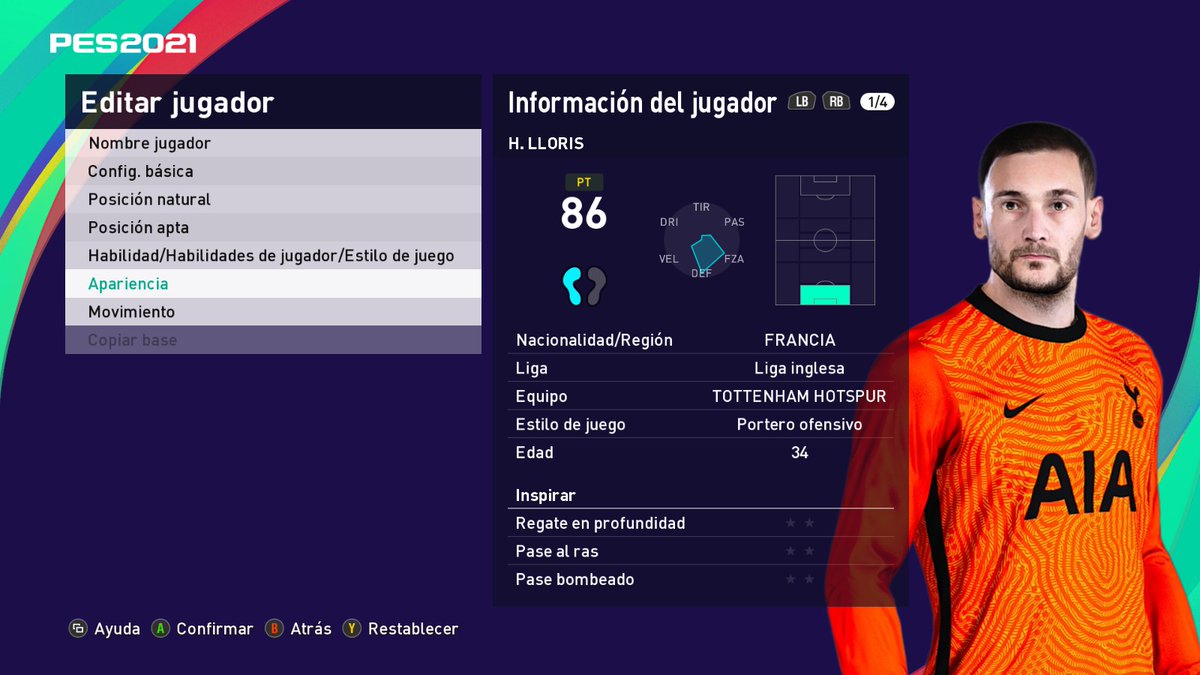 PES2021
Editar jugador
Nombre jugador
Config. básica
Posición natural
Posición apta
Habilidad/Habilidades de jugador/Estilo de juego
Apariencia
Movimiento
Copiar base
Información del jugador LB RB 1/4
H. LLORIS
PT
86
TIR
DRI PAS
VEL FZA
DEF
Nacionalidad/Región FRANCIA
Liga Liga inglesa
Equipo TOTTENHAM HOTSPUR
Estilo de juego Portero ofensivo
Edad 34
Inspirar
Regate en profundidad ★ ★
Pase al ras ★ ★
Pase bombeado ★ ★
AIA
Ayuda A Confirmar B Atrás Y Restablecer